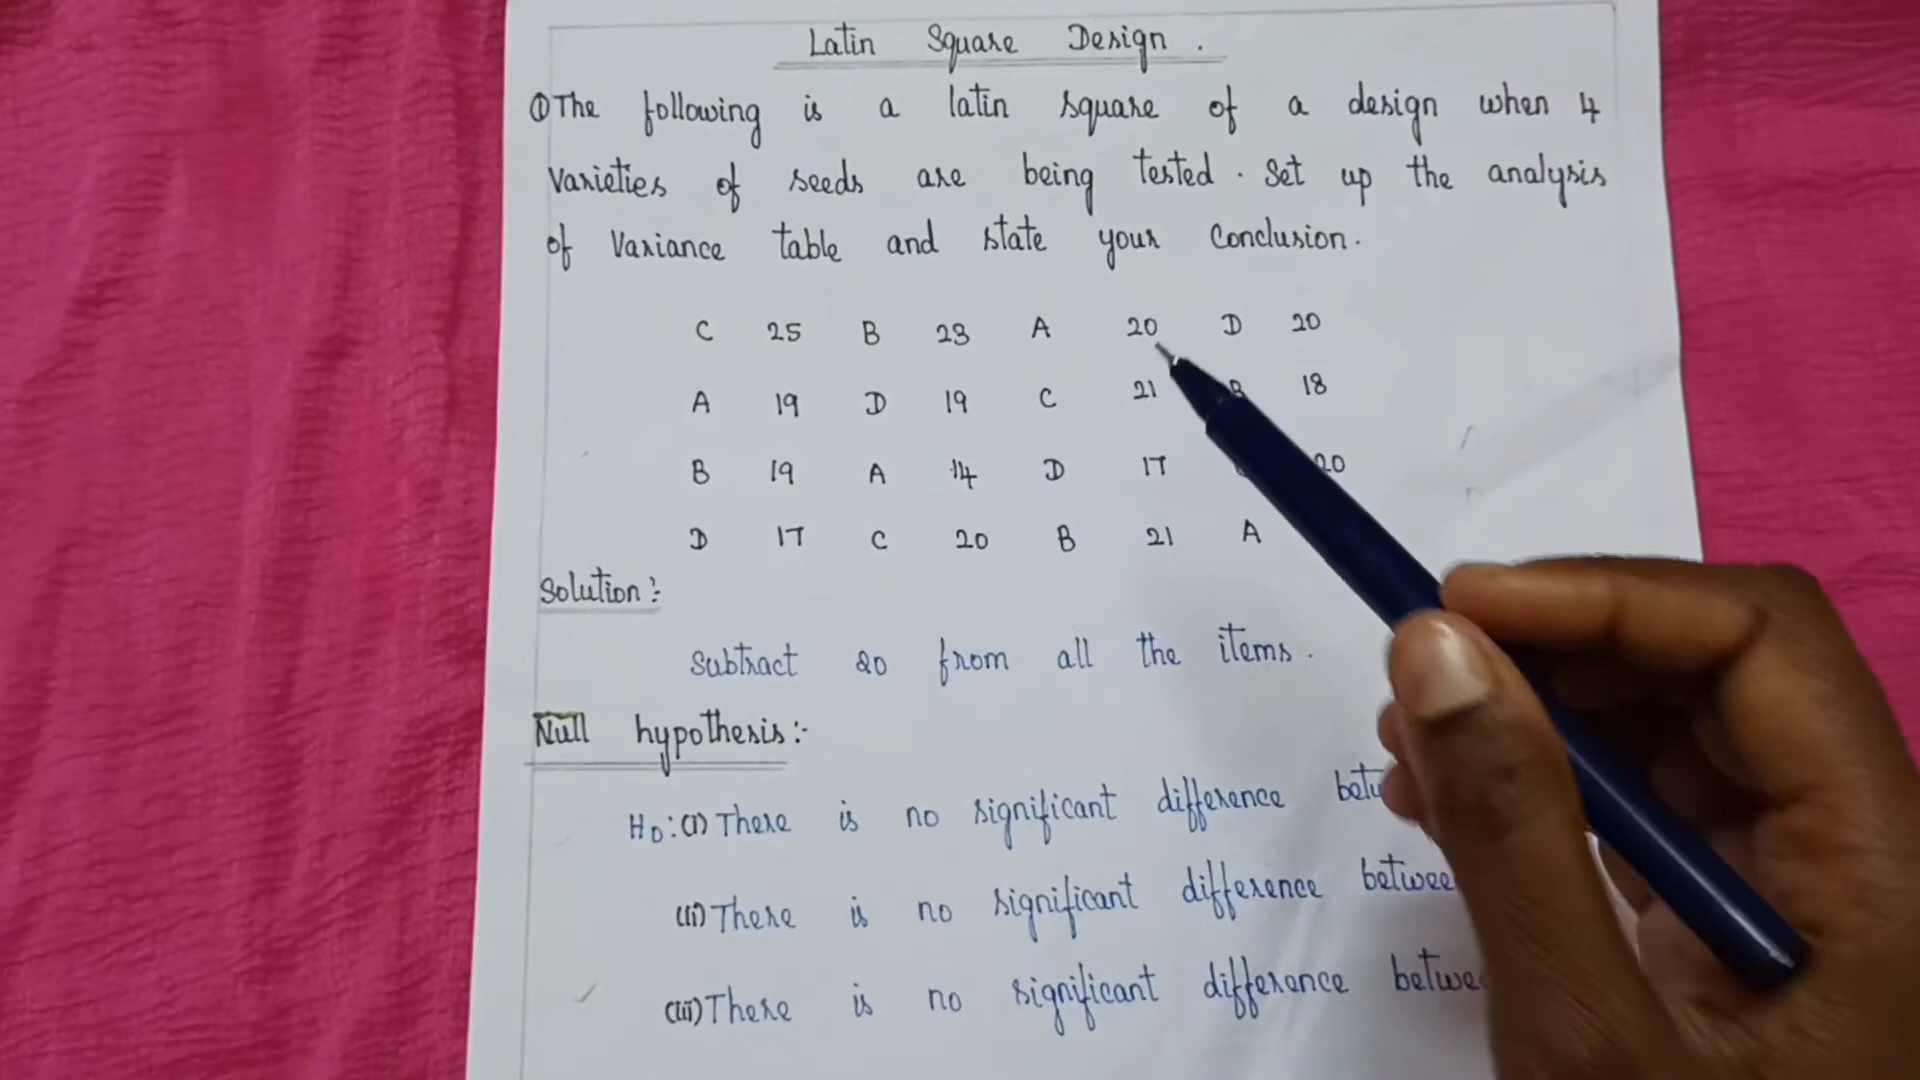 Latin Square Design .
① The following is a latin square of a design when 4
varieties of seeds are being tested . Set up the analysis
of variance table and state your conclusion .
C 25 B 23 A 20 D 20
A 19 D 19 C 21 B 18
B 19 A 14 D 17 20
D 17 C 20 B 21 A
Solution :-
Subtract 20 from all the items .
Null hypothesis :-
H0 : (i) There is no significant difference
(ii) There is no significant difference
(iii) There is no significant difference